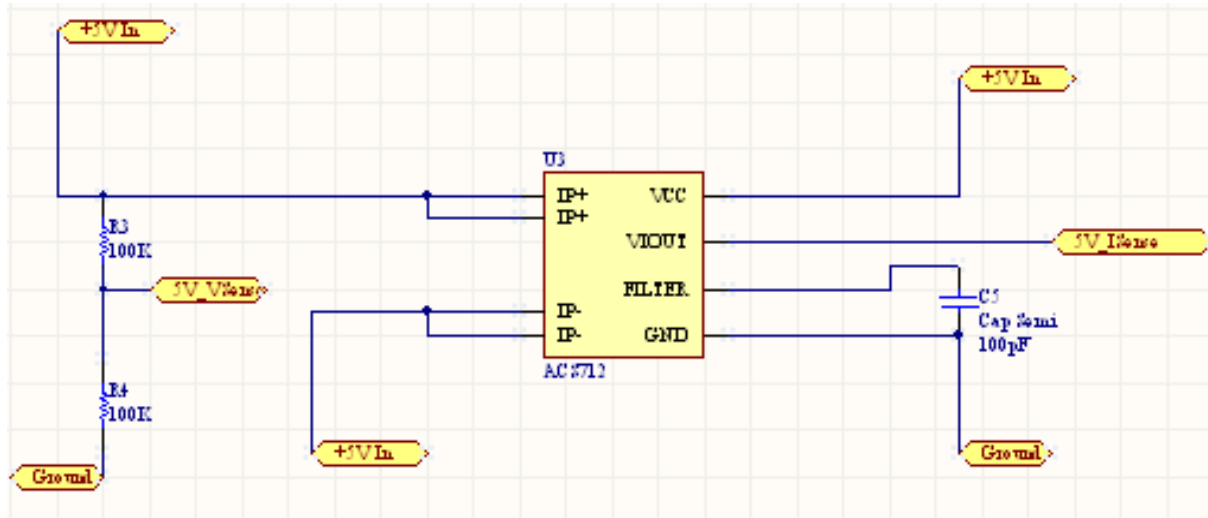 +5V In
+5V In
U3
IP+
VCC
IP+
R3
100K
VIOUT
5V_ISense
5V_VSens
FILTER
C5
Cap Semi
100pF
IP-
IP-
GND
ACS712
R4
100K
Ground
+5V In
Ground